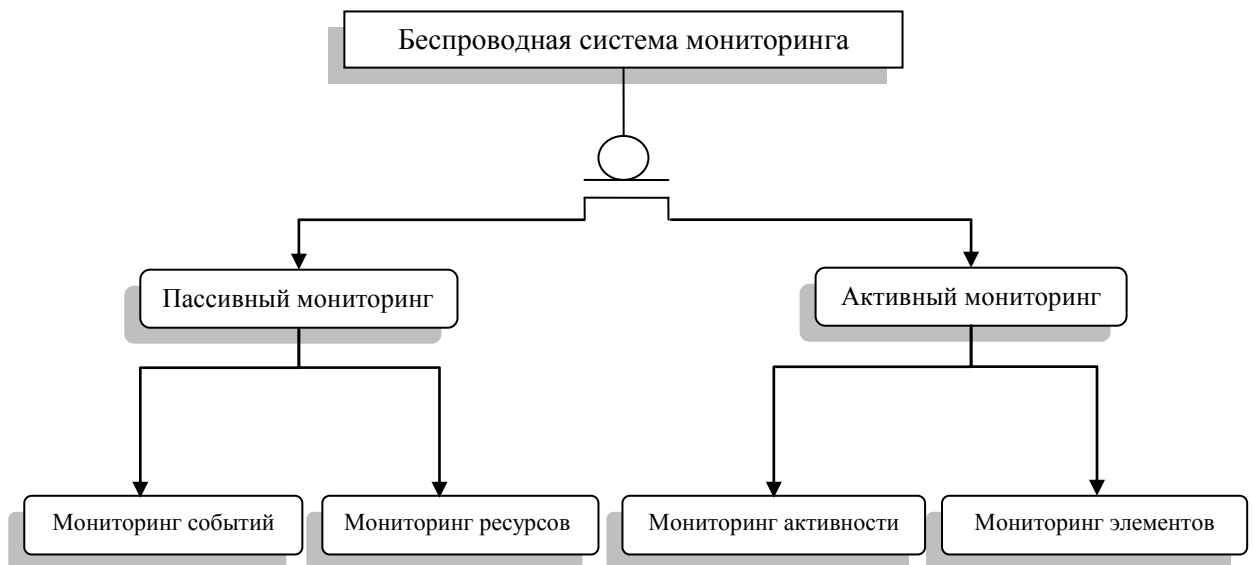 Беспроводная система мониторинга
Пассивный мониторинг
Активный мониторинг
Мониторинг событий
Мониторинг ресурсов
Мониторинг активности
Мониторинг элементов